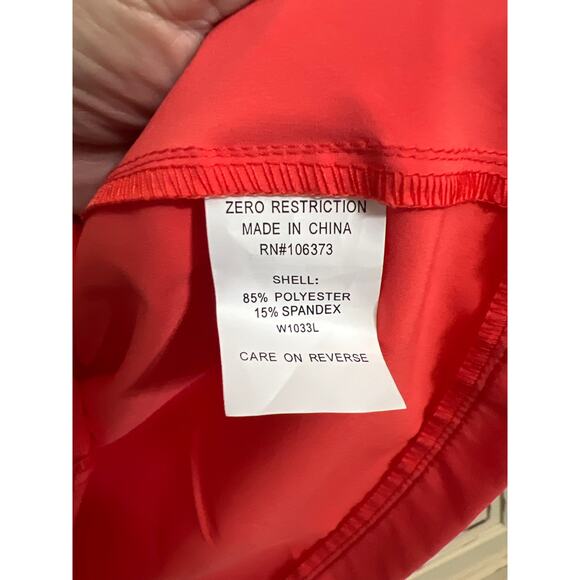 ZERO RESTRICTION
MADE IN CHINA
RN#106373
SHELL:
85% POLYESTER
15% SPANDEX
W1033L
CARE ON REVERSE